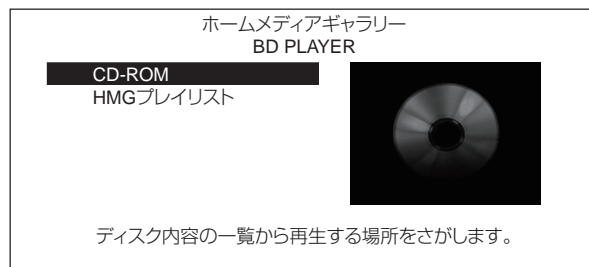 ホームメディアギャラリー
BD PLAYER
CD-ROM
HMGプレイリスト
ディスク内容の一覧から再生する場所をさがします。